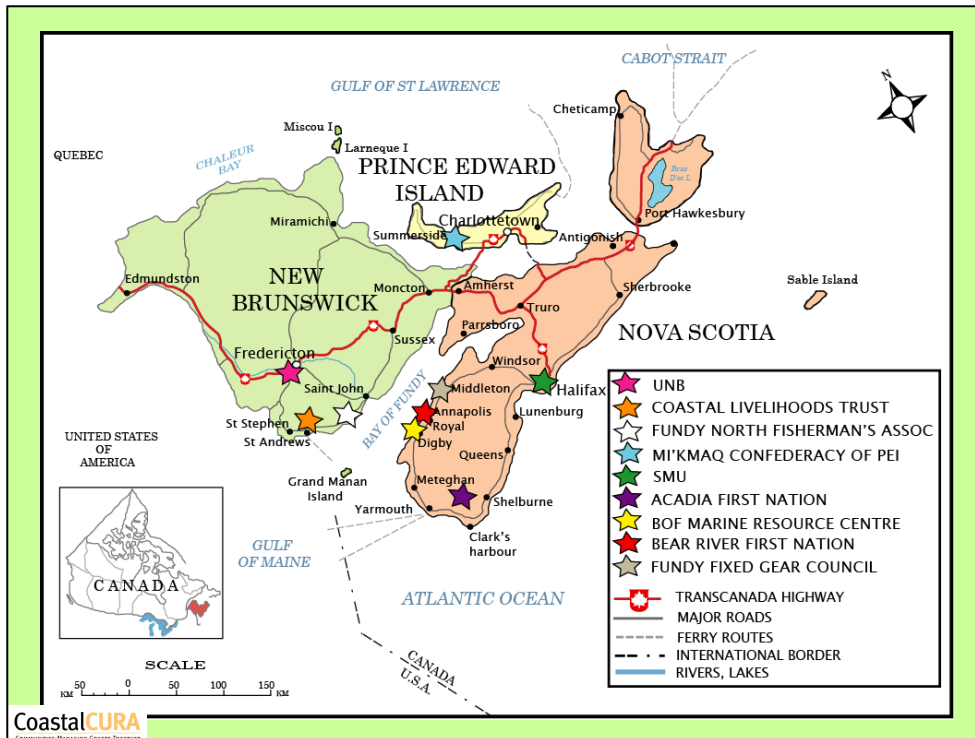 CABOT STRAIT
GULF OF ST LAWRENCE
N
Cheticamp
Miscou I
Larneque I
QUEBEC
CHALEUR
BAY
PRINCE EDWARD
ISLAND
Bras
D'or L
Miramichi
Charlottetown
Summerside
Port Hawkesbury
Antigonish
Edmundston
NEW
BRUNSWICK
Moncton
Amherst
Sherbrooke
Sable Island
Truro
Parrsboro
Sussex
NOVA SCOTIA
Fredericton
Windsor
Saint John
Middleton
Halifax
BAY OF FUNDY
Annapolis
Royal
Lunenburg
St Stephen
St Andrews
Digby
UNITED STATES
OF
AMERICA
Queens
Grand Manan
Island
Meteghan
Shelburne
Yarmouth
Clark's
harbour
GULF
OF MAINE
ATLANTIC OCEAN
CANADA
U.S.A.
UNB
COASTAL LIVELIHOODS TRUST
FUNDY NORTH FISHERMAN'S ASSOC
MI'KMAQ CONFEDERACY OF PEI
SMU
ACADIA FIRST NATION
BOF MARINE RESOURCE CENTRE
BEAR RIVER FIRST NATION
FUNDY FIXED GEAR COUNCIL
TRANSCANADA HIGHWAY
MAJOR ROADS
FERRY ROUTES
INTERNATIONAL BORDER
RIVERS, LAKES
CANADA
SCALE
50 0 50 100 150
KM KM
CoastalCURA